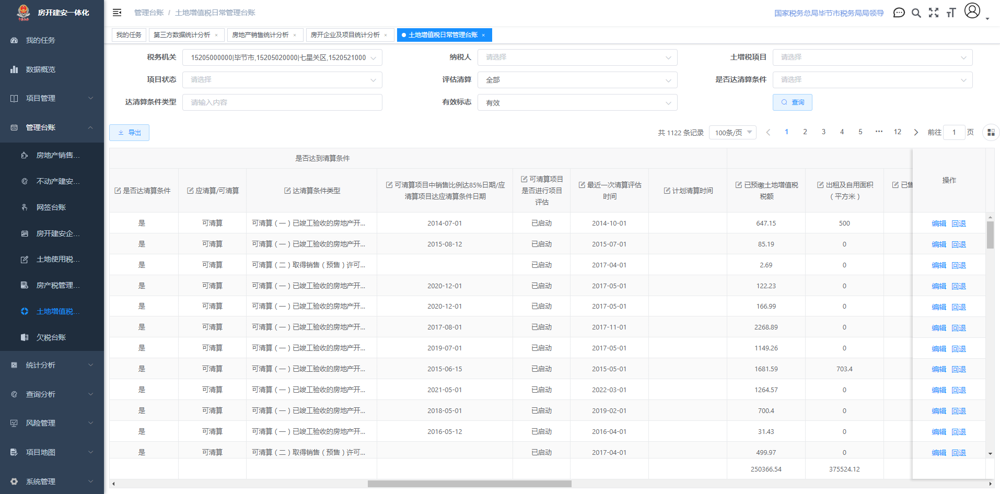 房开建安一体化
管理台账 / 土地增值税日常管理台账
国家税务总局毕节市税务局局领导
我的任务
第三方数据统计分析 ×
房地产销售统计分析 ×
房开企业及项目统计分析 ×
土地增值税日常管理台账 ×
我的任务
数据概览
项目管理
管理台账
房地产销售...
不动产建安...
网签台账
房开建安企...
土地使用税...
房产税管理...
土地增值税...
欠税台账
统计分析
查询分析
风险管理
项目地图
系统管理
税务机关 15205000000|毕节市,15205020000|七星关区,1520521000
纳税人 请选择
土增税项目 请选择
项目状态 请选择
评估清算 全部
是否达清算条件 请选择
达清算条件类型 请输入内容
有效标志 有效
查询
导出
共 1122 条记录 100条/页 1 2 3 4 5 ••• 12 前往 1 页
是否达到清算条件
是否达清算条件
应清算/可清算
达清算条件类型
可清算项目中销售比例达85%日期/应
清算项目达应清算条件日期
可清算项目
是否进行项目
评估
最近一次清算评估
时间
计划清算时间
已预缴土地增值税
税额
出租及自用面积
（平方米）
已售
操作
是 可清算 可清算（一）已竣工验收的房地产开... 2014-07-01 已启动 2014-10-01 647.15 500 编辑 回退
是 可清算 可清算（一）已竣工验收的房地产开... 2015-08-12 已启动 2015-07-01 85.19 0 编辑 回退
是 可清算 可清算（二）取得销售（预售）许可... 已启动 2017-04-01 2.69 0 编辑 回退
是 可清算 可清算（一）已竣工验收的房地产开... 2020-12-01 已启动 2017-05-01 122.23 0 编辑 回退
是 可清算 可清算（一）已竣工验收的房地产开... 2020-12-01 已启动 2017-05-01 166.99 0 编辑 回退
是 可清算 可清算（一）已竣工验收的房地产开... 2017-08-01 已启动 2017-11-01 2268.89 0 编辑 回退
是 可清算 可清算（一）已竣工验收的房地产开... 2019-07-01 已启动 2017-05-01 1149.26 0 编辑 回退
是 可清算 可清算（一）已竣工验收的房地产开... 2015-06-15 已启动 2015-05-01 1681.59 703.4 编辑 回退
是 可清算 可清算（一）已竣工验收的房地产开... 2021-05-01 已启动 2022-03-01 1264.57 0 编辑 回退
是 可清算 可清算（一）已竣工验收的房地产开... 2018-05-01 已启动 2019-02-01 700.4 0 编辑 回退
是 可清算 可清算（一）已竣工验收的房地产开... 2016-05-12 已启动 2016-04-01 31.43 0 编辑 回退
是 可清算 可清算（二）取得销售（预售）许可... 已启动 2017-04-01 499.97 0 编辑 回退
250366.54 375524.12